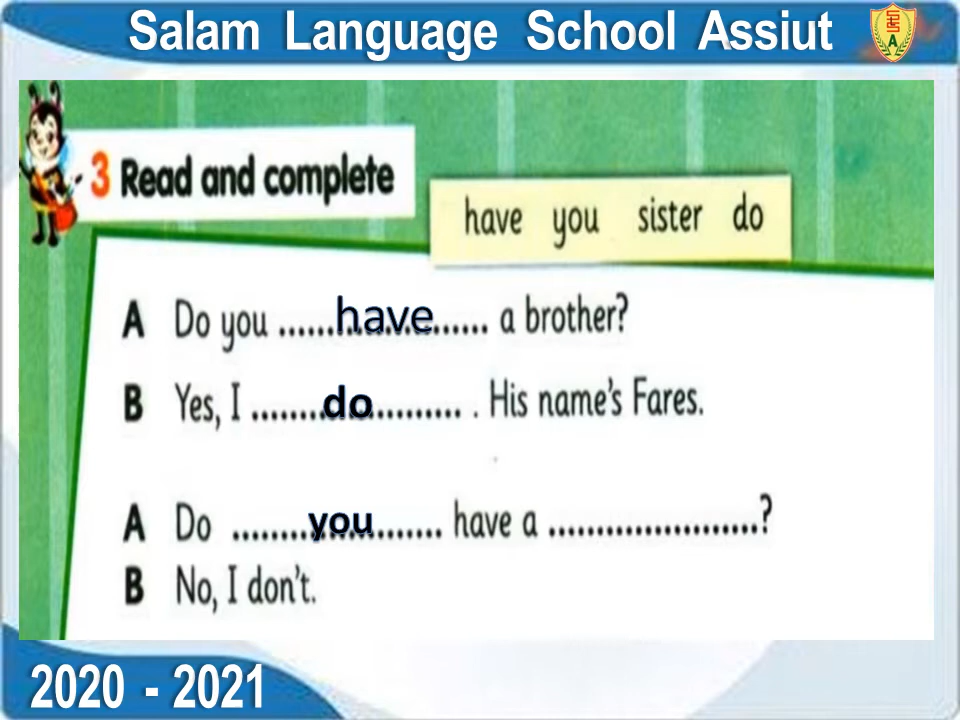 Salam Language School Assiut
3 Read and complete
have you sister do
A Do you ......have...... a brother?
B Yes, I ......do...... . His name's Fares.
A Do ......you...... have a ......................?
B No, I don't.
2020 - 2021